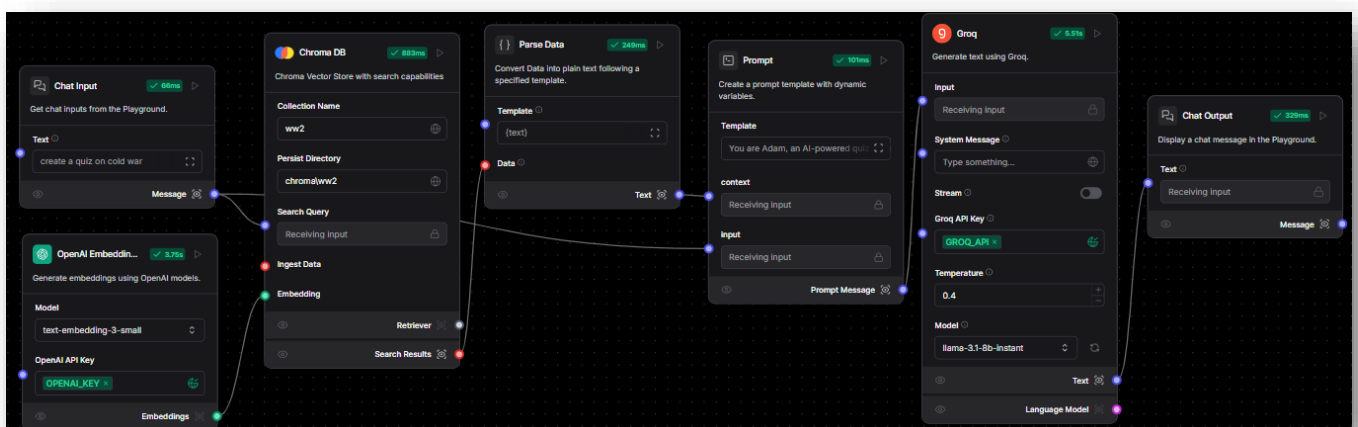 Chat Input
66ms
Get chat inputs from the Playground.
Text
create a quiz on cold war
Message
OpenAI Embeddin...
3.75s
Generate embeddings using OpenAI models.
Model
text-embedding-3-small
OpenAI API Key
OPENAI_KEY ×
Embeddings
Chroma DB
883ms
Chroma Vector Store with search capabilities
Collection Name
ww2
Persist Directory
chroma\ww2
Search Query
Receiving input
Ingest Data
Embedding
Retriever
Search Results
{ } Parse Data
249ms
Convert Data into plain text following a
specified template.
Template
{text}
Data
Text
Prompt
101ms
Create a prompt template with dynamic
variables.
Template
You are Adam, an AI-powered quiz
context
Receiving input
input
Receiving input
Prompt Message
Groq
5.51s
Generate text using Groq.
Input
Receiving input
System Message
Type something...
Stream
Groq API Key
GROQ_API ×
Temperature
0.4
Model
llama-3.1-8b-instant
Text
Language Model
Chat Output
329ms
Display a chat message in the Playground.
Text
Receiving input
Message